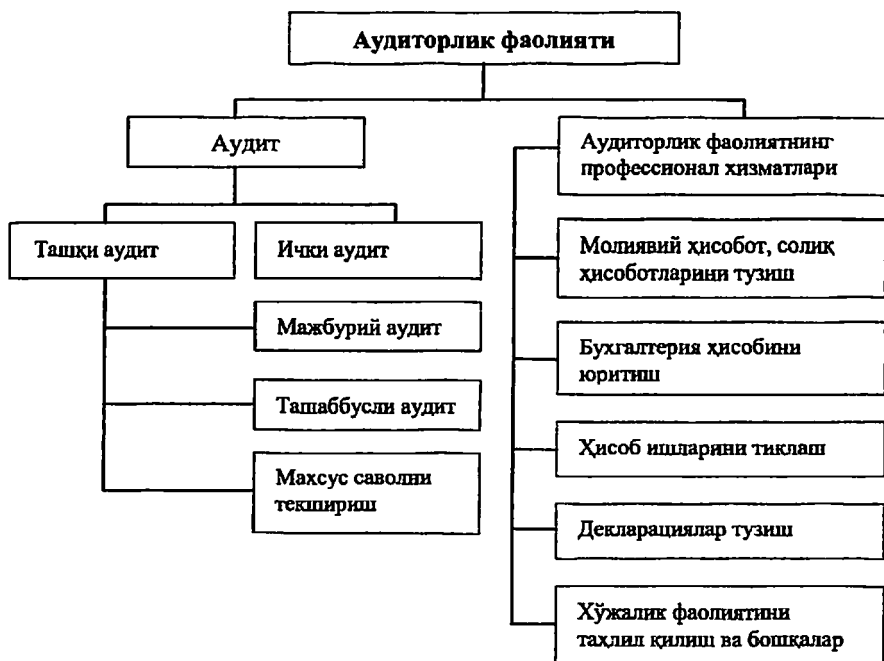 Аудиторлик фаолияти
Аудит
Аудиторлик фаолиятнинг
профессионал хизматлари
Ташқи аудит
Ички аудит
Мажбурий аудит
Ташаббусли аудит
Махсус саволни
текшириш
Молиявий ҳисобот, солиқ
ҳисоботларини тузиш
Бухгалтерия ҳисобини
юритиш
Ҳисоб ишларини тиклаш
Декларациялар тузиш
Хўжалик фаолиятини
таҳлил қилиш ва бошқалар